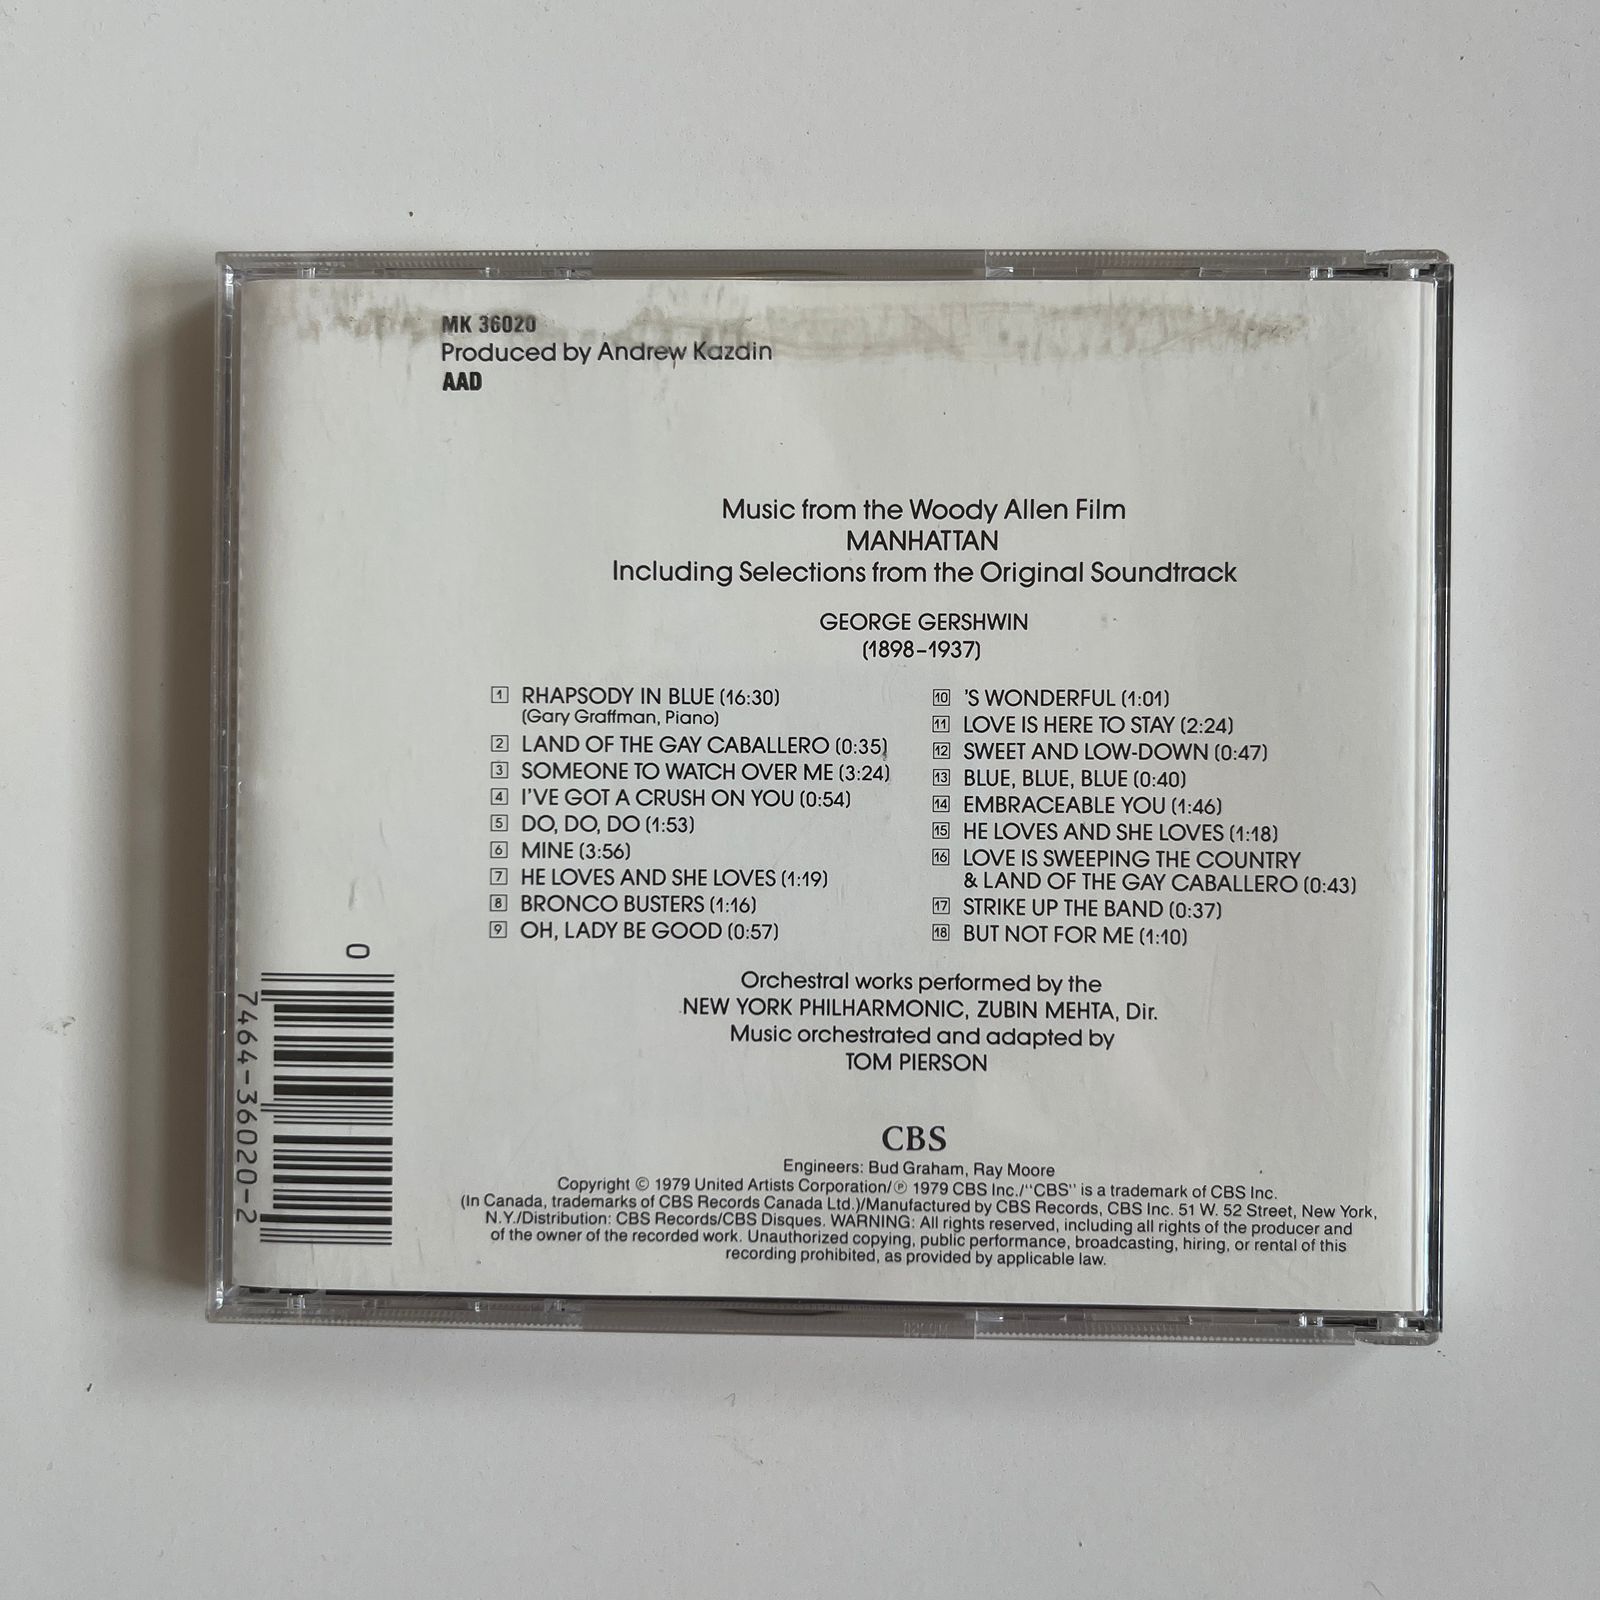 MK 36020
Produced by Andrew Kazdin
AAD
Music from the Woody Allen Film
MANHATTAN
Including Selections from the Original Soundtrack
GEORGE GERSHWIN
(1898-1937)
1 RHAPSODY IN BLUE (16:30)
(Gary Graffman, Piano)
2 LAND OF THE GAY CABALLERO (0:35)
3 SOMEONE TO WATCH OVER ME (3:24)
4 I'VE GOT A CRUSH ON YOU (0:54)
5 DO, DO, DO (1:53)
6 MINE (3:56)
7 HE LOVES AND SHE LOVES (1:19)
8 BRONCO BUSTERS (1:16)
9 OH, LADY BE GOOD (0:57)
10 'S WONDERFUL (1:01)
11 LOVE IS HERE TO STAY (2:24)
12 SWEET AND LOW-DOWN (0:47)
13 BLUE, BLUE, BLUE (0:40)
14 EMBRACEABLE YOU (1:46)
15 HE LOVES AND SHE LOVES (1:18)
16 LOVE IS SWEEPING THE COUNTRY
& LAND OF THE GAY CABALLERO (0:43)
17 STRIKE UP THE BAND (0:37)
18 BUT NOT FOR ME (1:10)
Orchestral works performed by the
NEW YORK PHILHARMONIC, ZUBIN MEHTA, Dir.
Music orchestrated and adapted by
TOM PIERSON
CBS
Engineers: Bud Graham, Ray Moore
Copyright © 1979 United Artists Corporation/℗ 1979 CBS Inc./"CBS" is a trademark of CBS Inc.
(In Canada, trademarks of CBS Records Canada Ltd.)/Manufactured by CBS Records, CBS Inc. 51 W. 52 Street, New York,
N.Y./Distribution: CBS Records/CBS Disques. WARNING: All rights reserved, including all rights of the producer and
of the owner of the recorded work. Unauthorized copying, public performance, broadcasting, hiring, or rental of this
recording prohibited, as provided by applicable law.
0
7464-36020-2